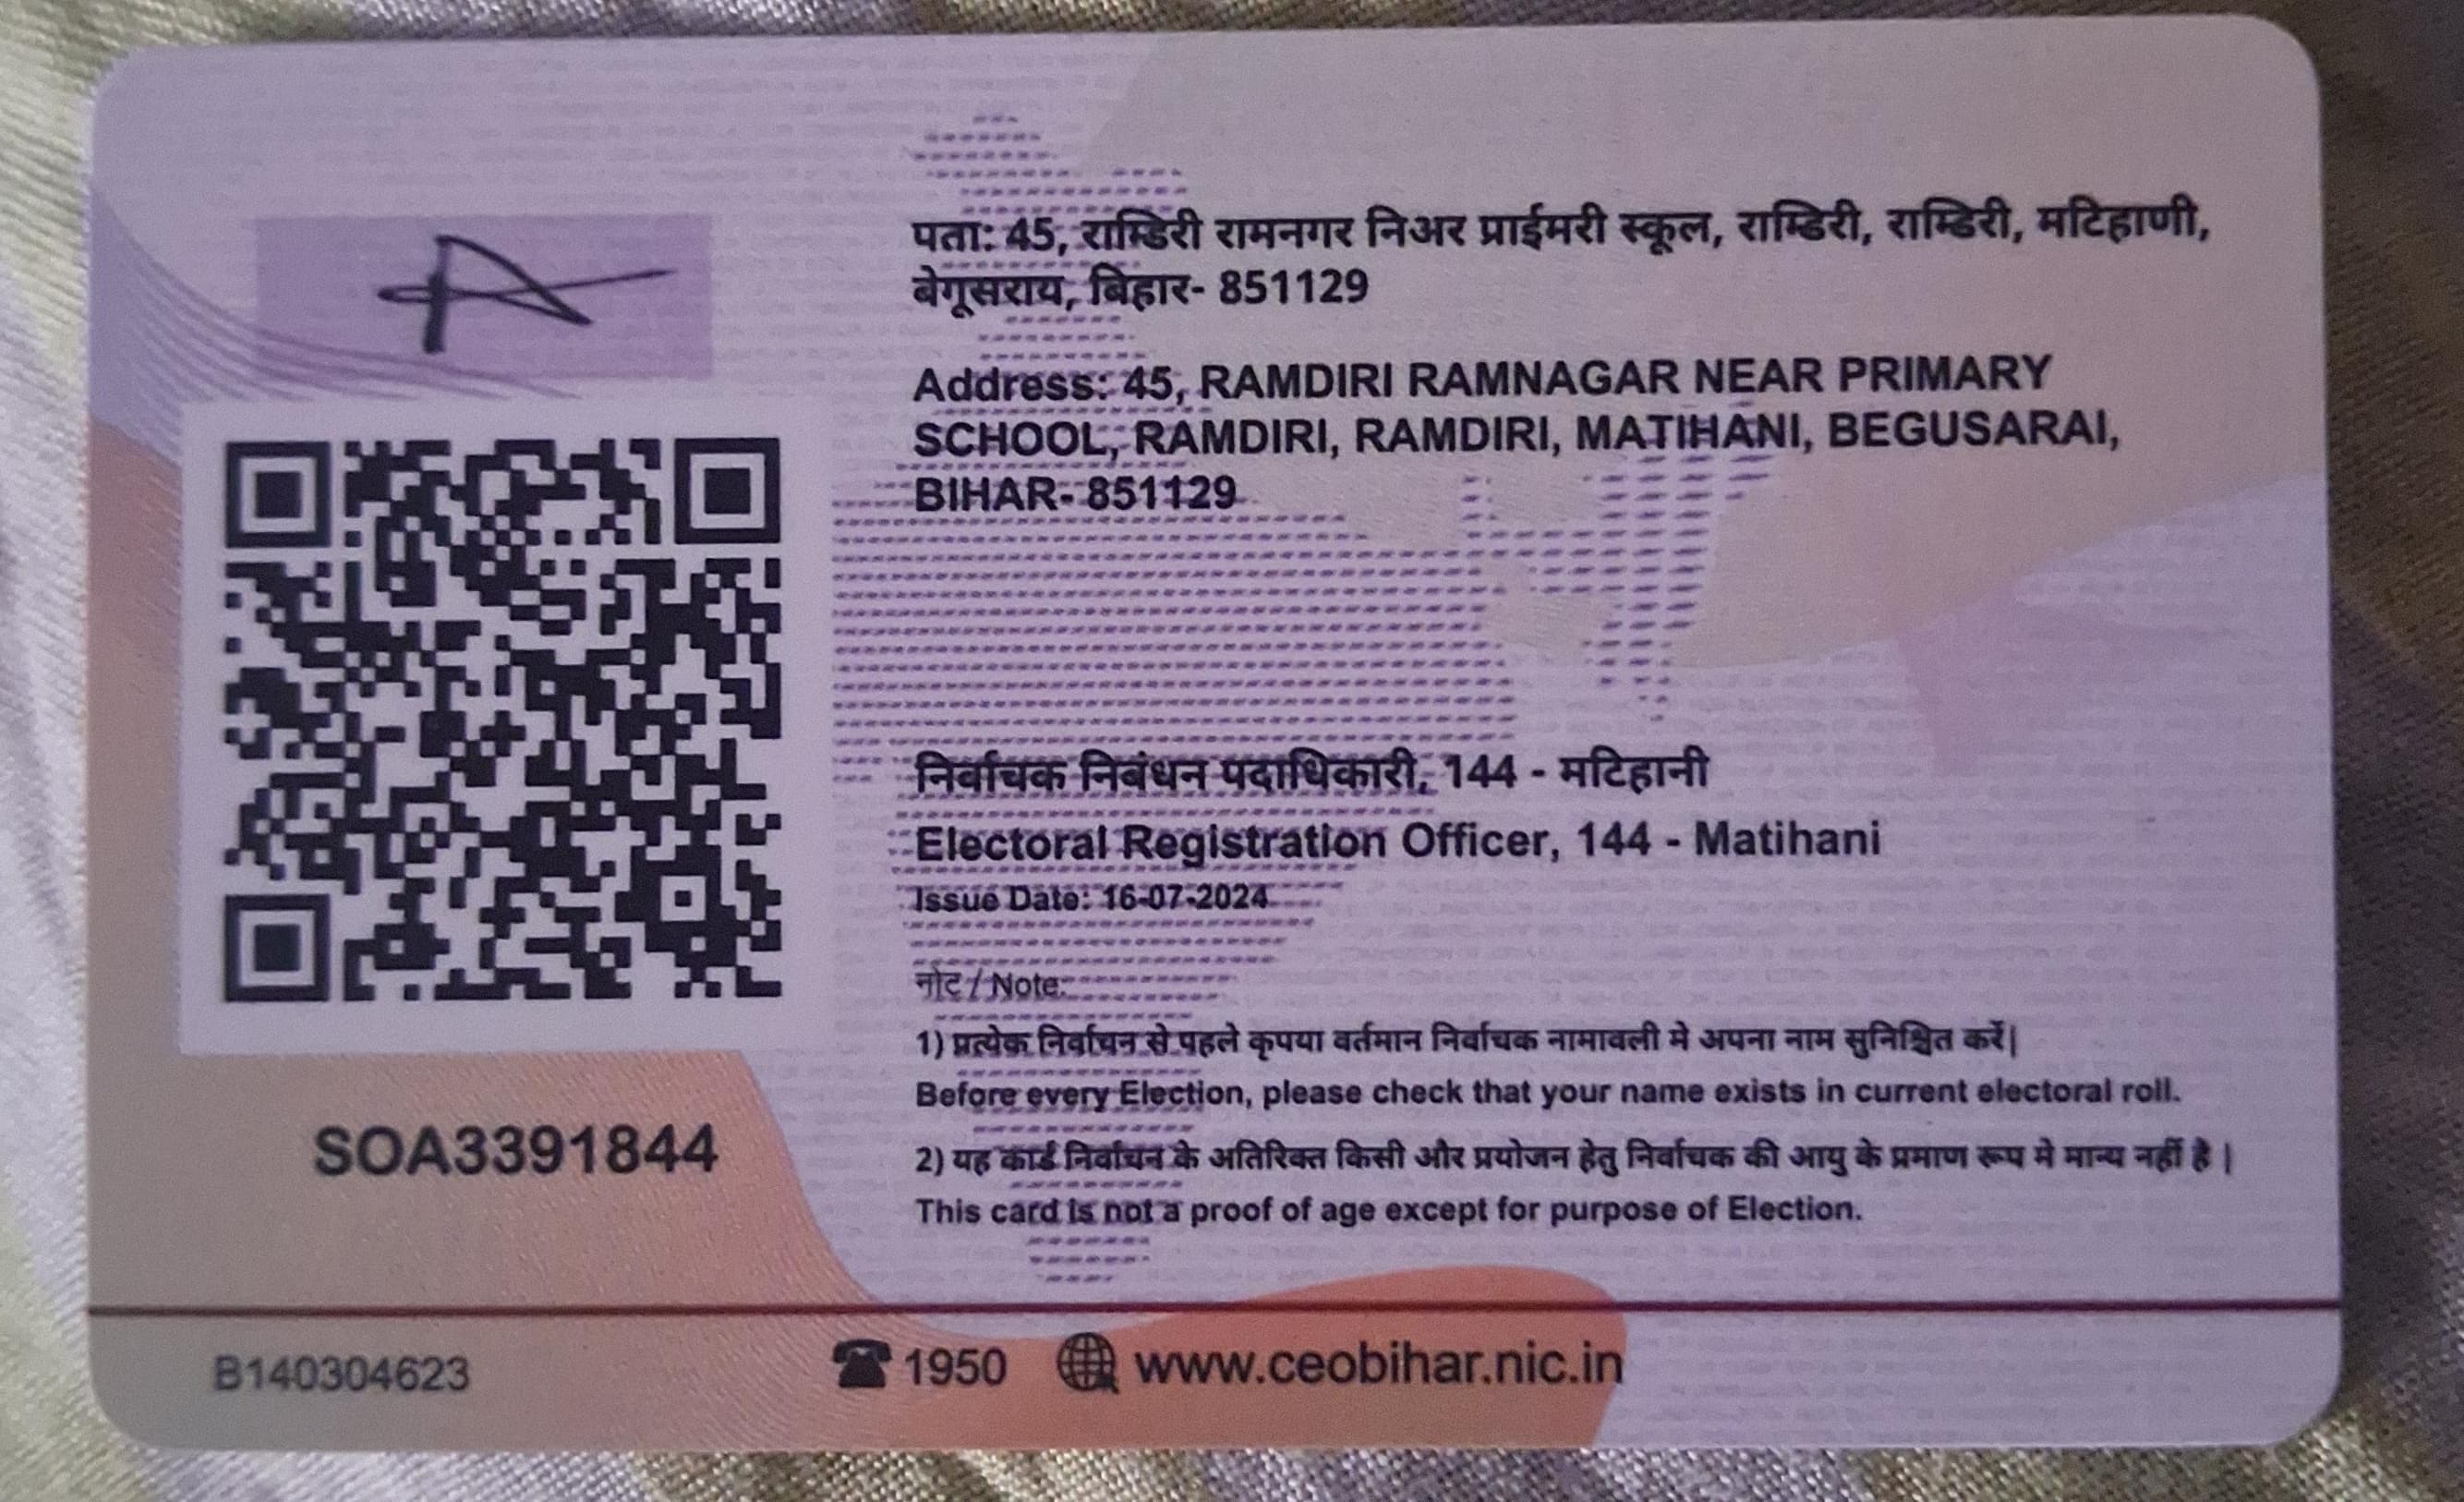 पता: 45, राम्डिरी रामनगर निअर प्राईमरी स्कूल, राम्डिरी, राम्डिरी, मटिहाणी,
बेगूसराय, बिहार- 851129
Address: 45, RAMDIRI RAMNAGAR NEAR PRIMARY
SCHOOL, RAMDIRI, RAMDIRI, MATIHANI, BEGUSARAI,
BIHAR- 851129
निर्वाचक निबंधन पदाधिकारी, 144 - मटिहानी
Electoral Registration Officer, 144 - Matihani
Issue Date: 16-07-2024
नोट / Note:
1) प्रत्येक निर्वाचन से पहले कृपया वर्तमान निर्वाचक नामावली मे अपना नाम सुनिश्चित करें|
Before every Election, please check that your name exists in current electoral roll.
2) यह कार्ड निर्वाचन के अतिरिक्त किसी और प्रयोजन हेतु निर्वाचक की आयु के प्रमाण रूप मे मान्य नहीं है |
This card is not a proof of age except for purpose of Election.
SOA3391844
B140304623
1950 www.ceobihar.nic.in